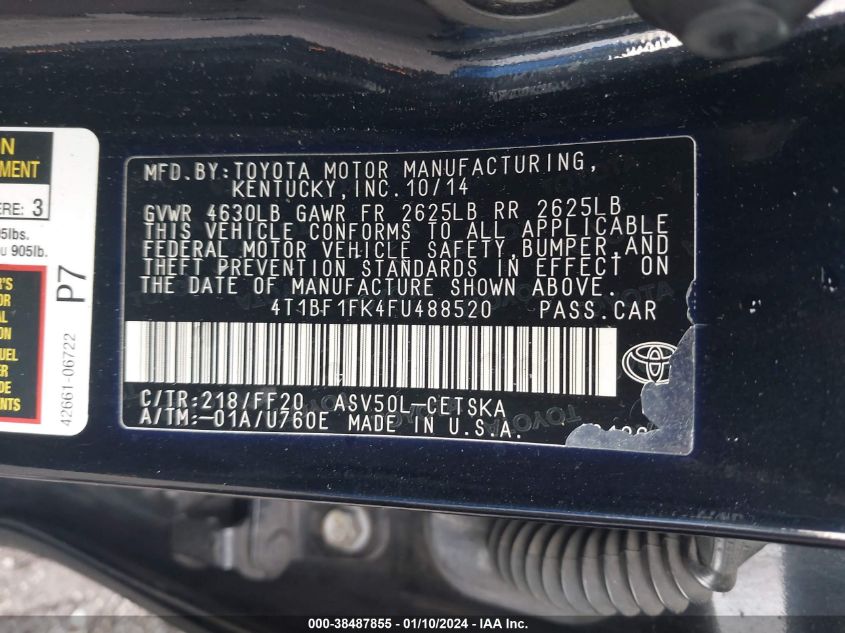 MFD.BY:TOYOTA MOTOR MANUFACTURING,
KENTUCKY,INC.10/14
GVWR 4630LB GAWR FR 2625LB RR 2625LB
THIS VEHICLE CONFORMS TO ALL APPLICABLE
FEDERAL MOTOR VEHICLE SAFETY,BUMPER,AND
THEFT PREVENTION STANDARDS IN EFFECT ON
THE DATE OF MANUFACTURE SHOWN ABOVE.
4T1BF1FK4FU488520 PASS.CAR
C/TR:218/FF20 ASV50L-CETSKA
A/TM:-01A/U760E MADE IN U.S.A.
ERE: 3
905lb.
P7
42661-06722
000-38487855 - 01/10/2024 - IAA Inc.